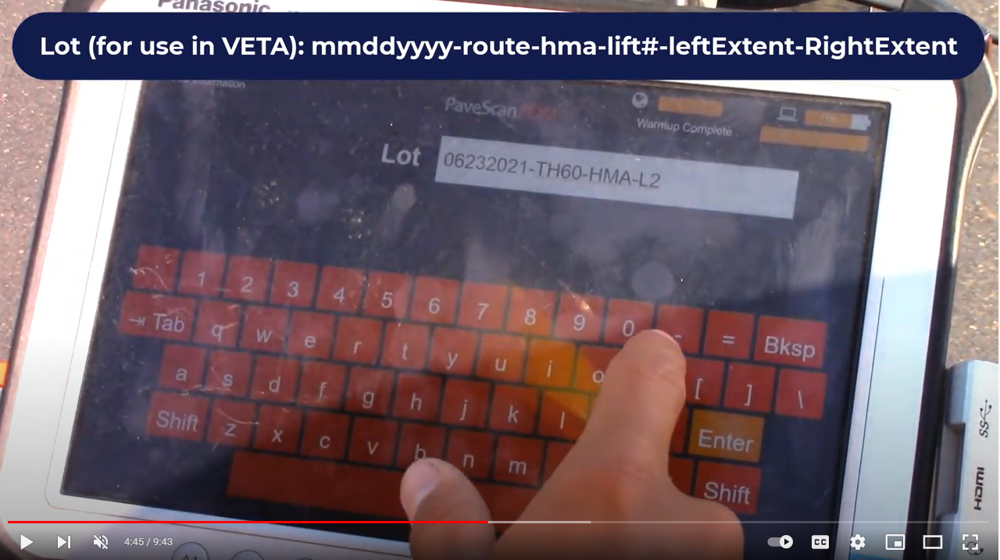 Panasonic
Lot (for use in VETA): mmddyyyy-route-hma-lift#-leftExtent-RightExtent
PaveScan
Warmup Complete
Lot 06232021-TH60-HMA-L2
1 2 3 4 5 6 7 8 9 0 - = Bksp
Tab q w e r t y u i o [ ] \
a s d f g h j k l Enter
Shift z x c v b n m Shift
SS
HDMI
4:45 / 9:43
CC
A1